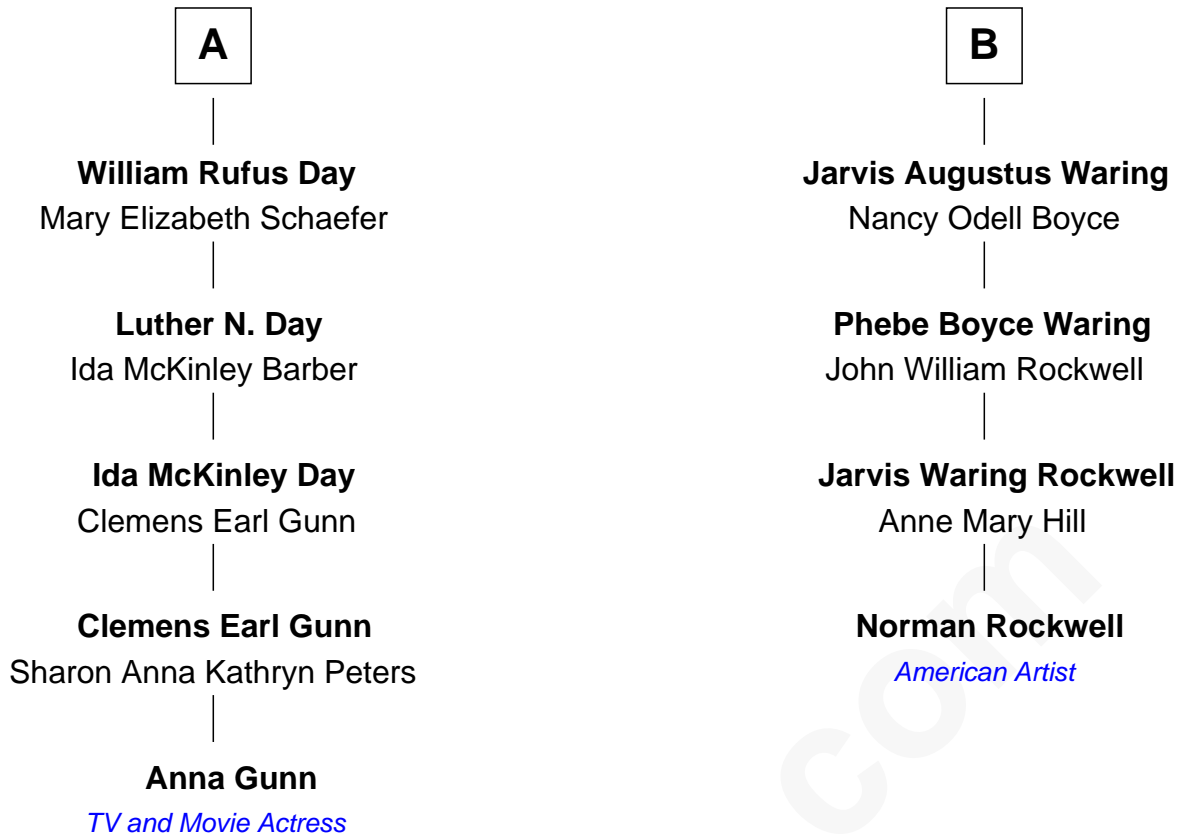 A
William Rufus Day
Mary Elizabeth Schaefer
Luther N. Day
Ida McKinley Barber
Ida McKinley Day
Clemens Earl Gunn
Clemens Earl Gunn
Sharon Anna Kathryn Peters
Anna Gunn
TV and Movie Actress
B
Jarvis Augustus Waring
Nancy Odell Boyce
Phebe Boyce Waring
John William Rockwell
Jarvis Waring Rockwell
Anne Mary Hill
Norman Rockwell
American Artist
com